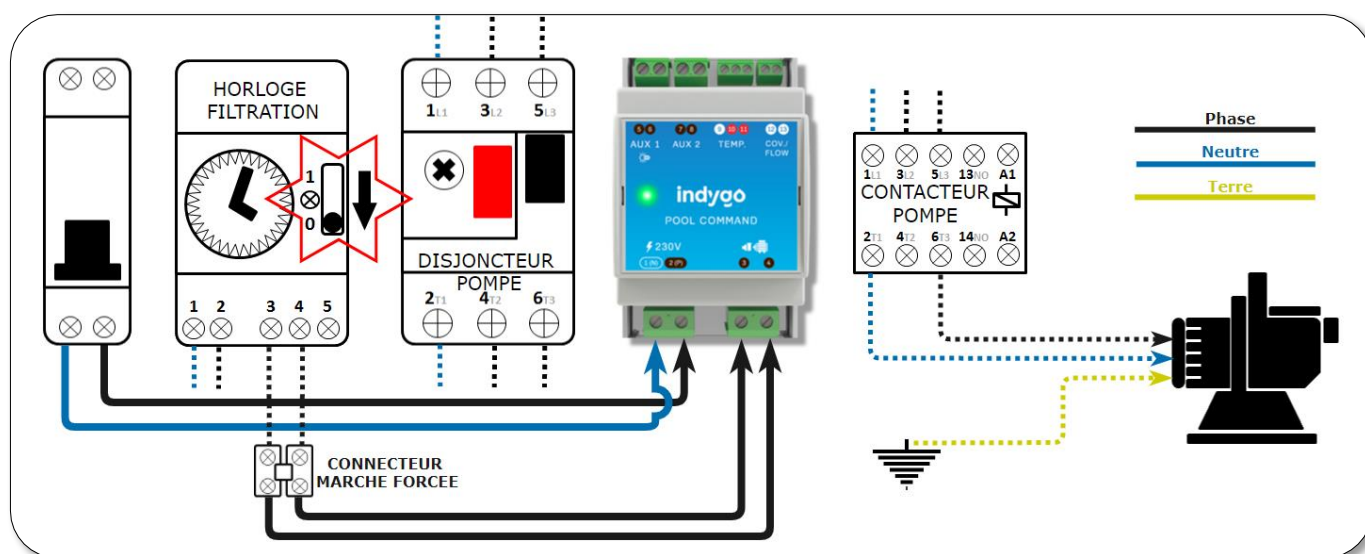 HORLOGE
FILTRATION
1
0
1 2 3 4 5
1L1 3L2 5L3
DISJONCTEUR
POMPE
2T1 4T2 6T3
5 6 7 8 9 10 11 12 13
AUX 1 AUX 2 TEMP. COV./
FLOW
indygo
POOL COMMAND
230V
1 (N) 2 (P) 3 4
1L1 3L2 5L3 13NO A1
CONTACTEUR
POMPE
2T1 4T2 6T3 14NO A2
Phase
Neutre
Terre
CONNECTEUR
MARCHE FORCEE